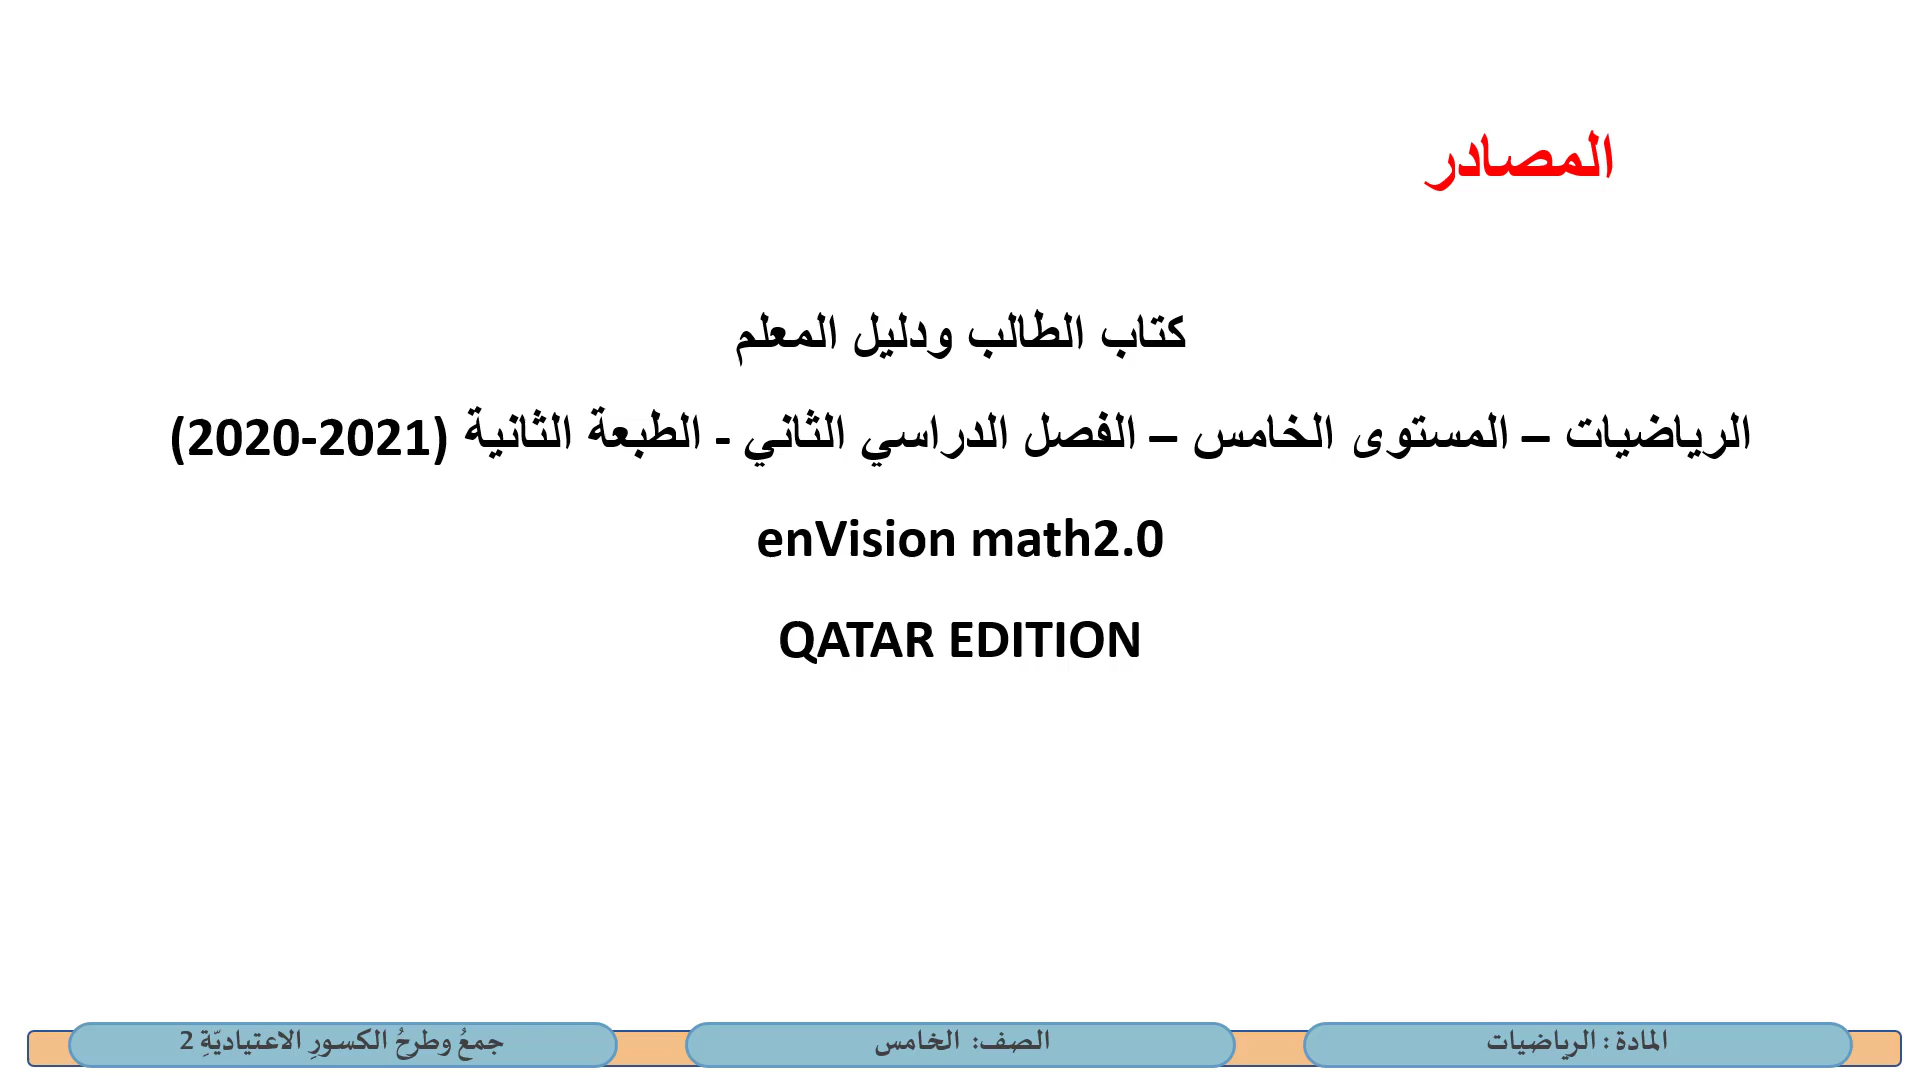 المصادر
كتاب الطالب ودليل المعلم
الرياضيات – المستوى الخامس – الفصل الدراسي الثاني - الطبعة الثانية (2021-2020)
enVision math2.0
QATAR EDITION
المادة : الرياضيات
الصف: الخامس
جمعُ وطرحُ الكسورِ الاعتياديّةِ 2